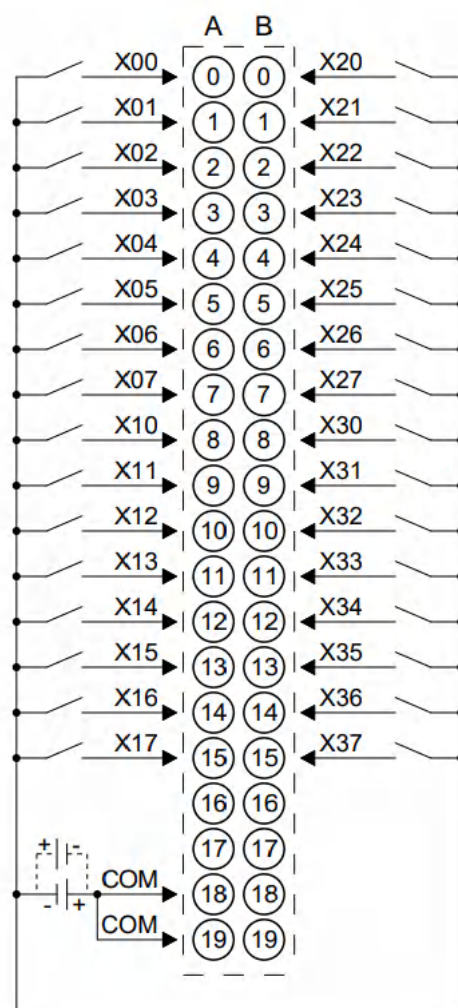 A B
X00 0 0 X20
X01 1 1 X21
X02 2 2 X22
X03 3 3 X23
X04 4 4 X24
X05 5 5 X25
X06 6 6 X26
X07 7 7 X27
X10 8 8 X30
X11 9 9 X31
X12 10 10 X32
X13 11 11 X33
X14 12 12 X34
X15 13 13 X35
X16 14 14 X36
X17 15 15 X37
16 16
17 17
+ -
COM 18 18
- +
COM 19 19